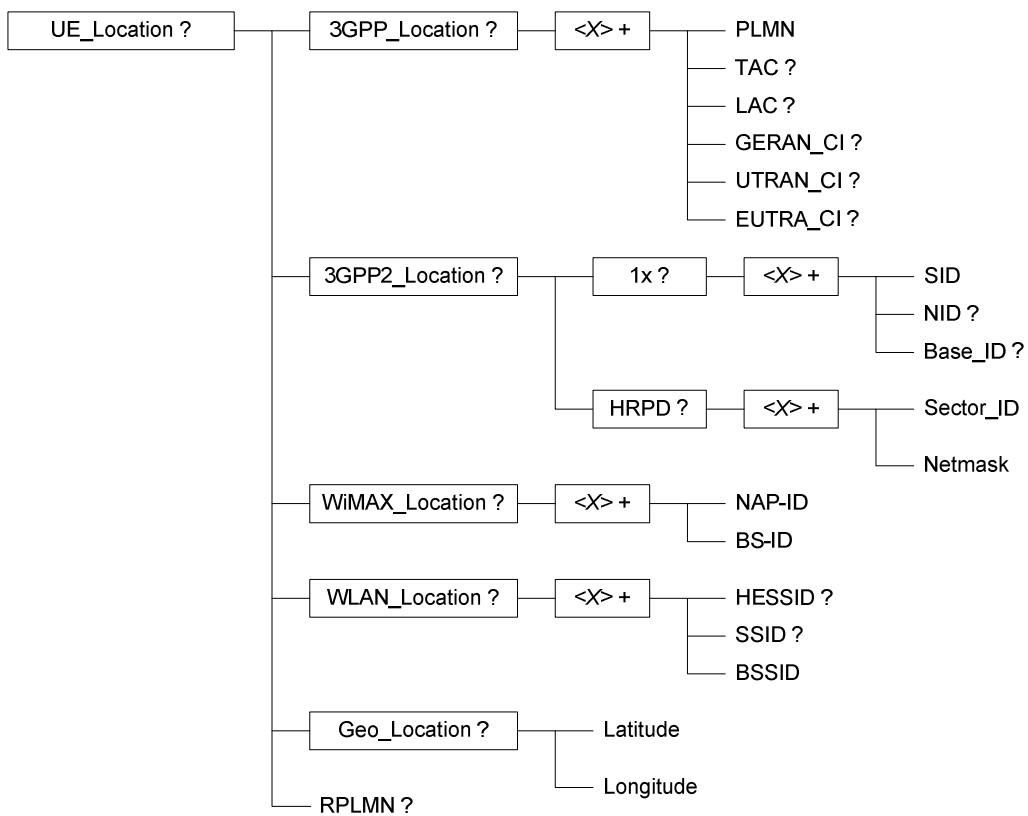 UE_Location ?
3GPP_Location ?
<X> +
PLMN
TAC ?
LAC ?
GERAN_CI ?
UTRAN_CI ?
EUTRA_CI ?
3GPP2_Location ?
1x ?
<X> +
SID
NID ?
Base_ID ?
HRPD ?
<X> +
Sector_ID
Netmask
WiMAX_Location ?
<X> +
NAP-ID
BS-ID
WLAN_Location ?
<X> +
HESSID ?
SSID ?
BSSID
Geo_Location ?
Latitude
Longitude
RPLMN ?